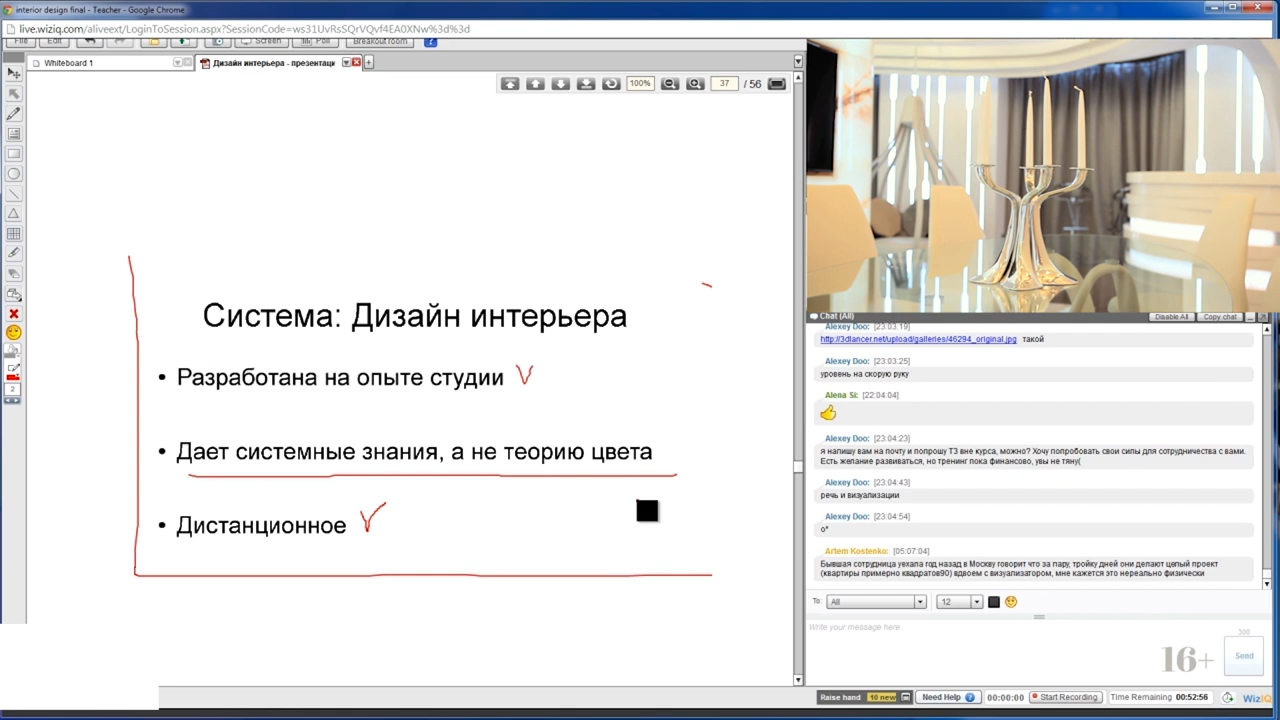 interior design final - Teacher - Google Chrome
live.wiziq.com/aliveext/LoginToSession.aspx?SessionCode=ws31UvRsSQrVQvf4EA0XNw%3d%3d
File Edit Screen Poll Breakout room ?
Whiteboard 1 Дизайн интерьера - презентаци
100% 37 / 56
Система: Дизайн интерьера
• Разработана на опыте студии
• Дает системные знания, а не теорию цвета
• Дистанционное
2
Chat (All) Disable All Copy chat
Alexey Doo: [23:03:19]
http://3dlancer.net/upload/galleries/46294_original.jpg такой
Alexey Doo: [23:03:25]
уровень на скорую руку
Alena Si: [22:04:04]
Alexey Doo: [23:04:23]
я напишу вам на почту и попрошу ТЗ вне курса, можно? Хочу попробовать свои силы для сотрудничества с вами.
Есть желание развиваться, но тренинг пока финансово, увы не тяну(
Alexey Doo: [23:04:43]
речь и визуализации
Alexey Doo: [23:04:54]
о*
Artem Kostenko: [05:07:04]
Бывшая сотрудница уехала год назад в Москву говорит что за пару, тройку дней они делают целый проект
(квартиры примерно квадратов90) вдвоем с визуализатором, мне кажется это нереально физически
To: All 12
Write your message here.
300
16+ Send
Raise hand 10 new Need Help ? 00:00:00 Start Recording Time Remaining 00:52:56 WizIQ